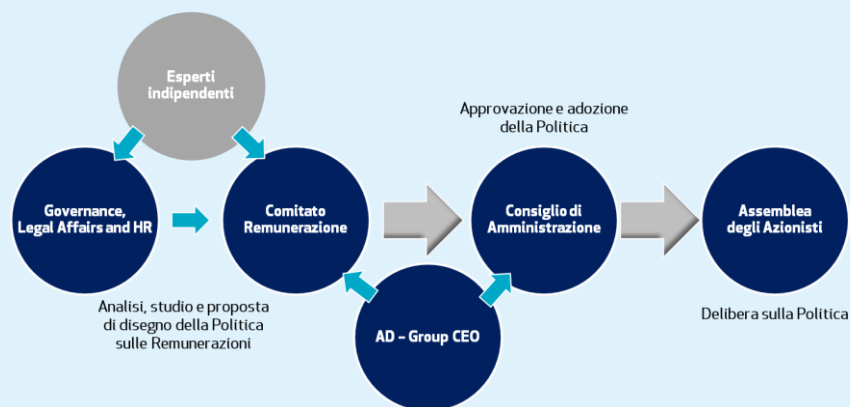 Esperti
indipendenti
Approvazione e adozione
della Politica
Governance,
Legal Affairs and HR
Comitato
Remunerazione
Consiglio di
Amministrazione
Assemblea
degli Azionisti
Analisi, studio e proposta
di disegno della Politica
sulle Remunerazioni
AD – Group CEO
Delibera sulla Politica